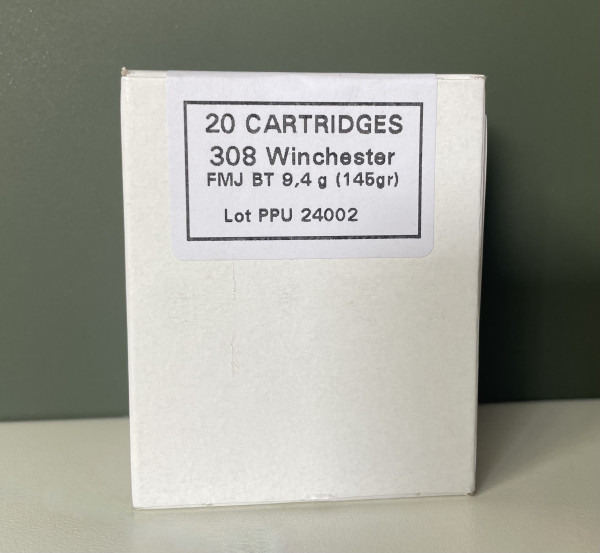 20 CARTRIDGES
308 Winchester
FMJ BT 9,4 g (145gr)
Lot PPU 24002